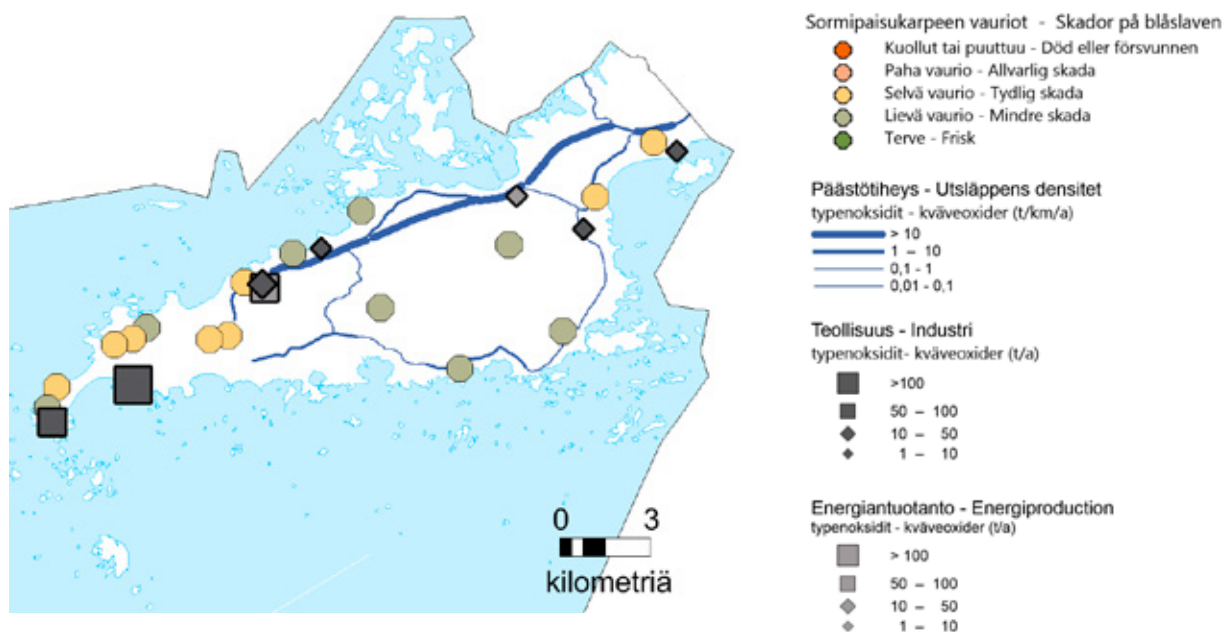 Sormipaisukarpeen vauriot - Skador på blåslaven
Kuollut tai puuttuu - Död eller försvunnen
Paha vaurio - Allvarlig skada
Selvä vaurio - Tydlig skada
Lievä vaurio - Mindre skada
Terve - Frisk
Päästötiheys - Utsläppens densitet
typenoksidit - kväveoxider (t/km/a)
> 10
1 – 10
0,1 - 1
0,01 - 0,1
Teollisuus - Industri
typenoksidit- kväveoxider (t/a)
>100
50 – 100
10 – 50
1 – 10
Energiantuotanto - Energiproduction
typenoksidit - kväveoxider (t/a)
> 100
50 – 100
10 – 50
1 – 10
0 3
kilometriä